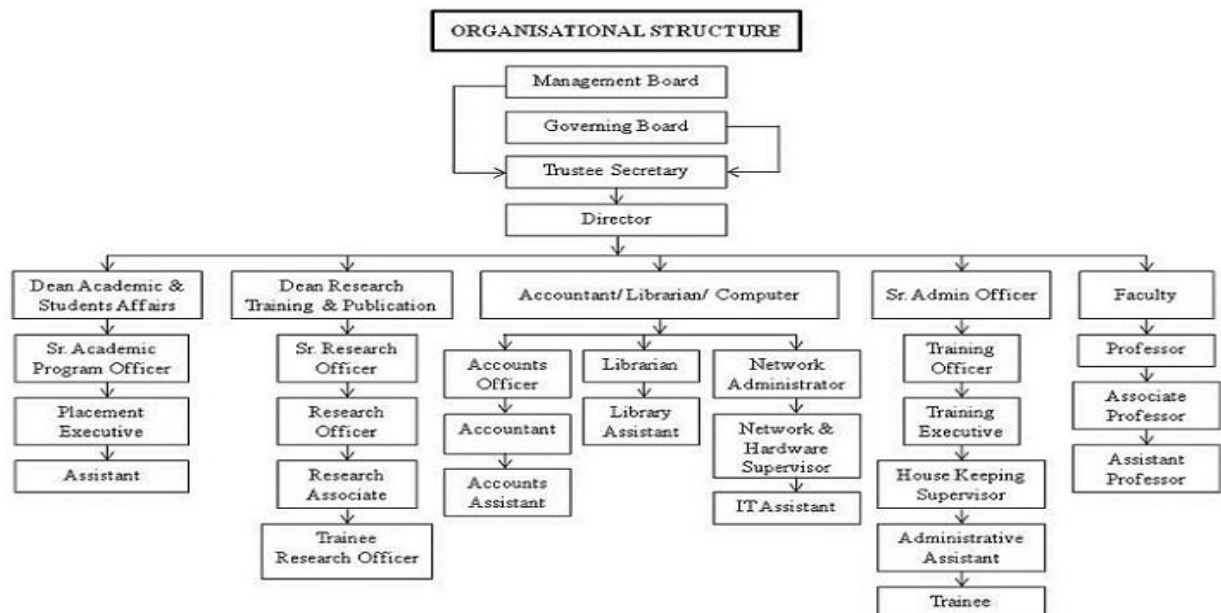 ORGANISATIONAL STRUCTURE
Management Board
Governing Board
Trustee Secretary
Director
Dean Academic &
Students Affairs
Dean Research
Training & Publication
Accountant/ Librarian/ Computer
Sr. Admin Officer
Faculty
Sr. Academic
Program Officer
Placement
Executive
Assistant
Sr. Research
Officer
Research
Officer
Research
Associate
Trainee
Research Officer
Accounts
Officer
Accountant
Accounts
Assistant
Librarian
Library
Assistant
Network
Administrator
Network &
Hardware
Supervisor
IT Assistant
Training
Officer
Training
Executive
House Keeping
Supervisor
Administrative
Assistant
Trainee
Professor
Associate
Professor
Assistant
Professor